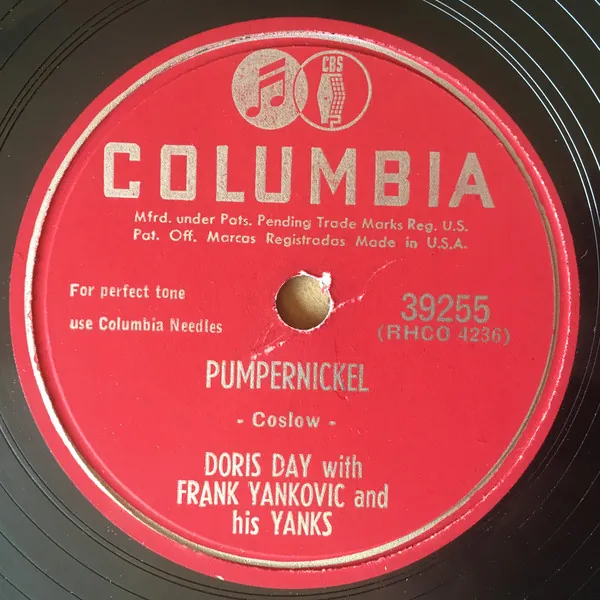 CBS
COLUMBIA
Mfrd. under Pats. Pending Trade Marks Reg. U.S.
Pat. Off. Marcas Registradas Made in U.S.A.
For perfect tone
use Columbia Needles
39255
(RHCO 4236)
PUMPERNICKEL
- Coslow -
DORIS DAY with
FRANK YANKOVIC and
his YANKS